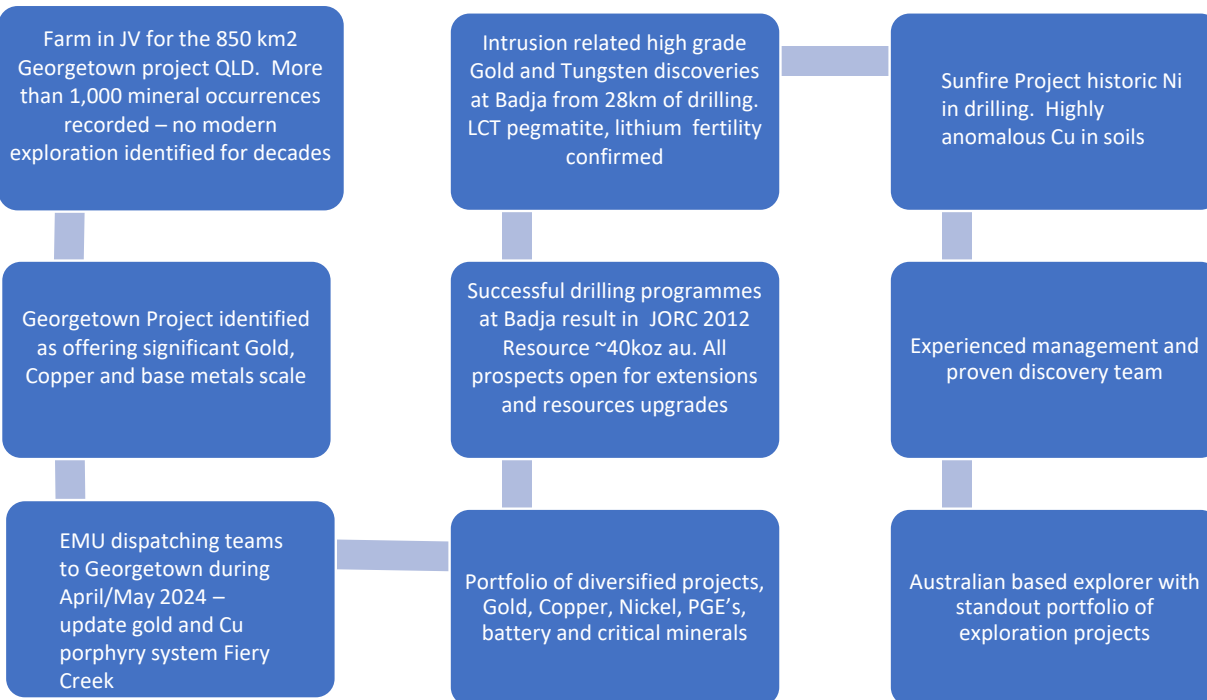 Farm in JV for the 850 km2
Georgetown project QLD.  More
than 1,000 mineral occurrences
recorded – no modern
exploration identified for decades
Georgetown Project identified
as offering significant Gold,
Copper and base metals scale
EMU dispatching teams
to Georgetown during
April/May 2024 –
update gold and Cu
porphyry system Fiery
Creek
Portfolio of diversified projects,
Gold, Copper, Nickel, PGE’s,
battery and critical minerals
Successful drilling programmes
at Badja result in  JORC 2012
Resource ~40koz au. All
prospects open for extensions
and resources upgrades
Intrusion related high grade
Gold and Tungsten discoveries
at Badja from 28km of drilling.
LCT pegmatite, lithium  fertility
confirmed
Sunfire Project historic Ni
in drilling.  Highly
anomalous Cu in soils
Experienced management and
proven discovery team
Australian based explorer with
standout portfolio of
exploration projects